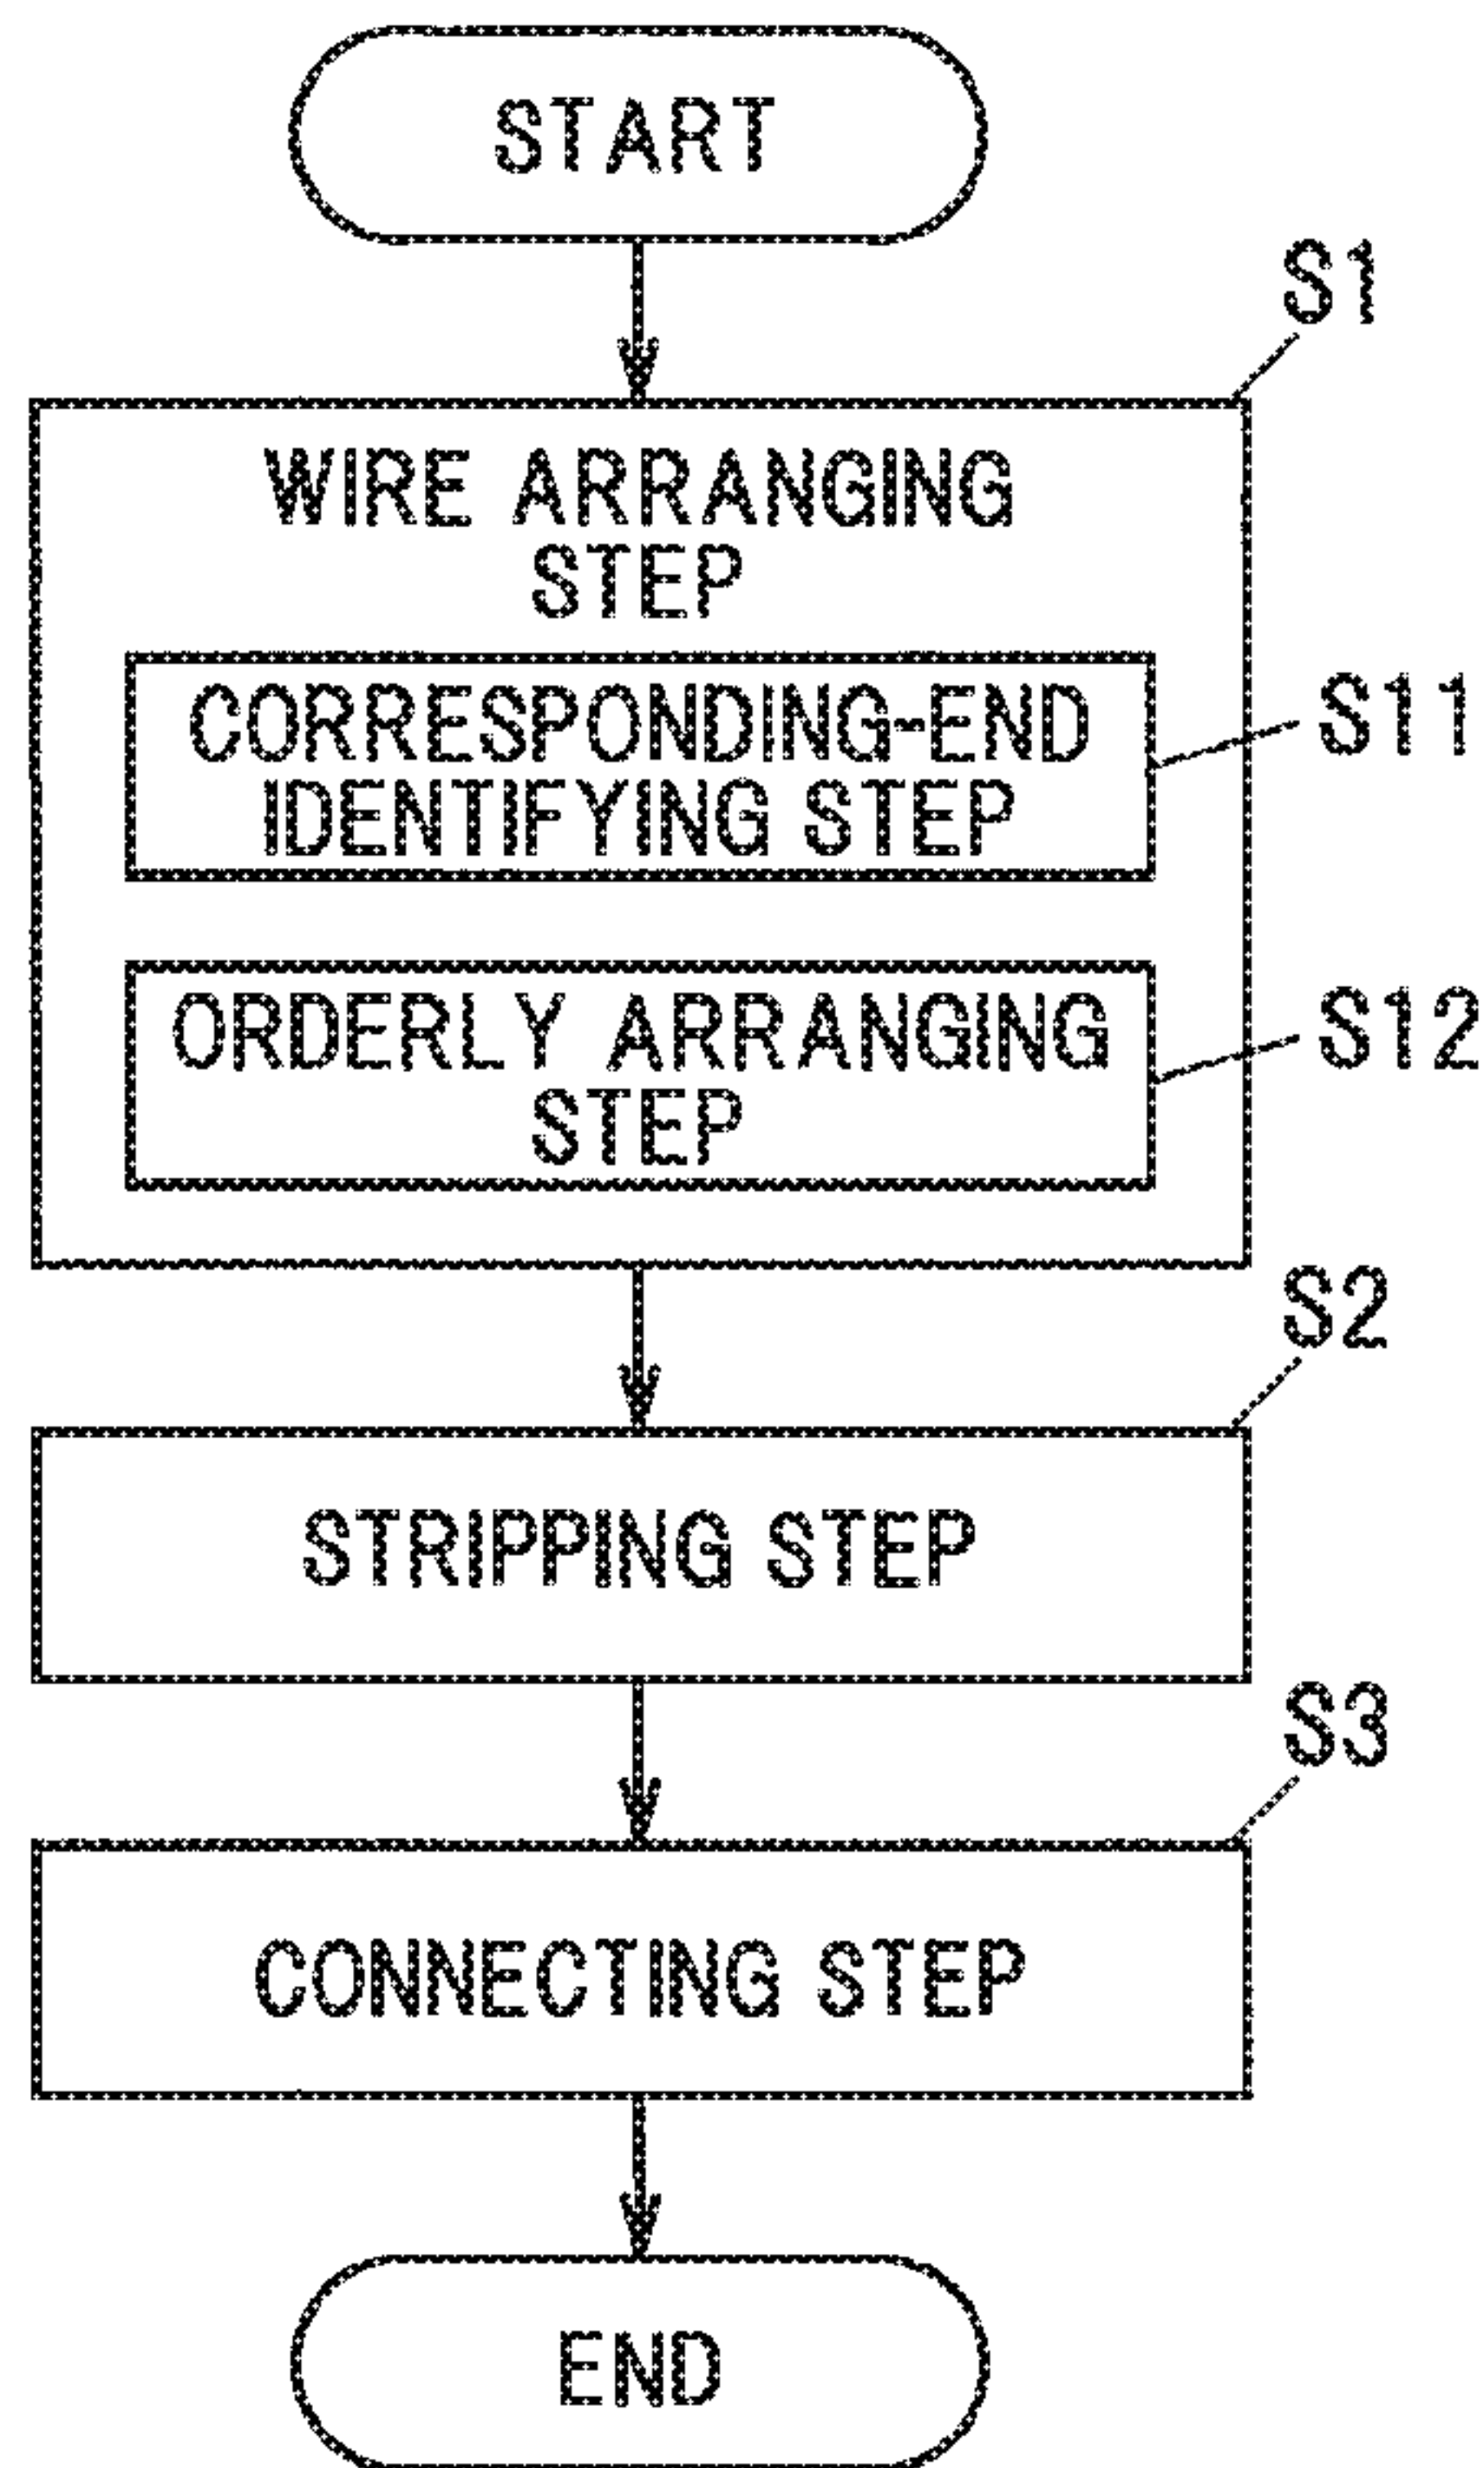 START
S1
WIRE ARRANGING
STEP
CORRESPONDING-END
IDENTIFYING STEP
S11
ORDERLY ARRANGING
STEP
S12
S2
STRIPPING STEP
S3
CONNECTING STEP
END